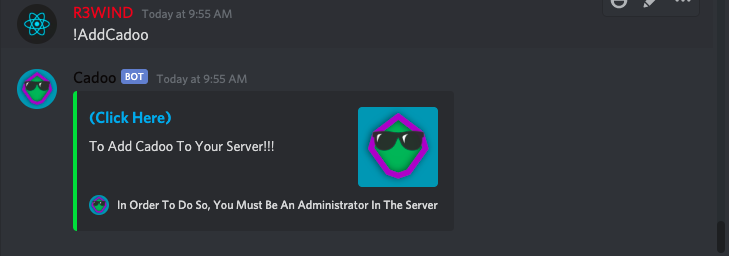 R3WIND Today at 9:55 AM
!AddCadoo
Cadoo BOT Today at 9:55 AM
(Click Here)
To Add Cadoo To Your Server!!!
In Order To Do So, You Must Be An Administrator In The Server